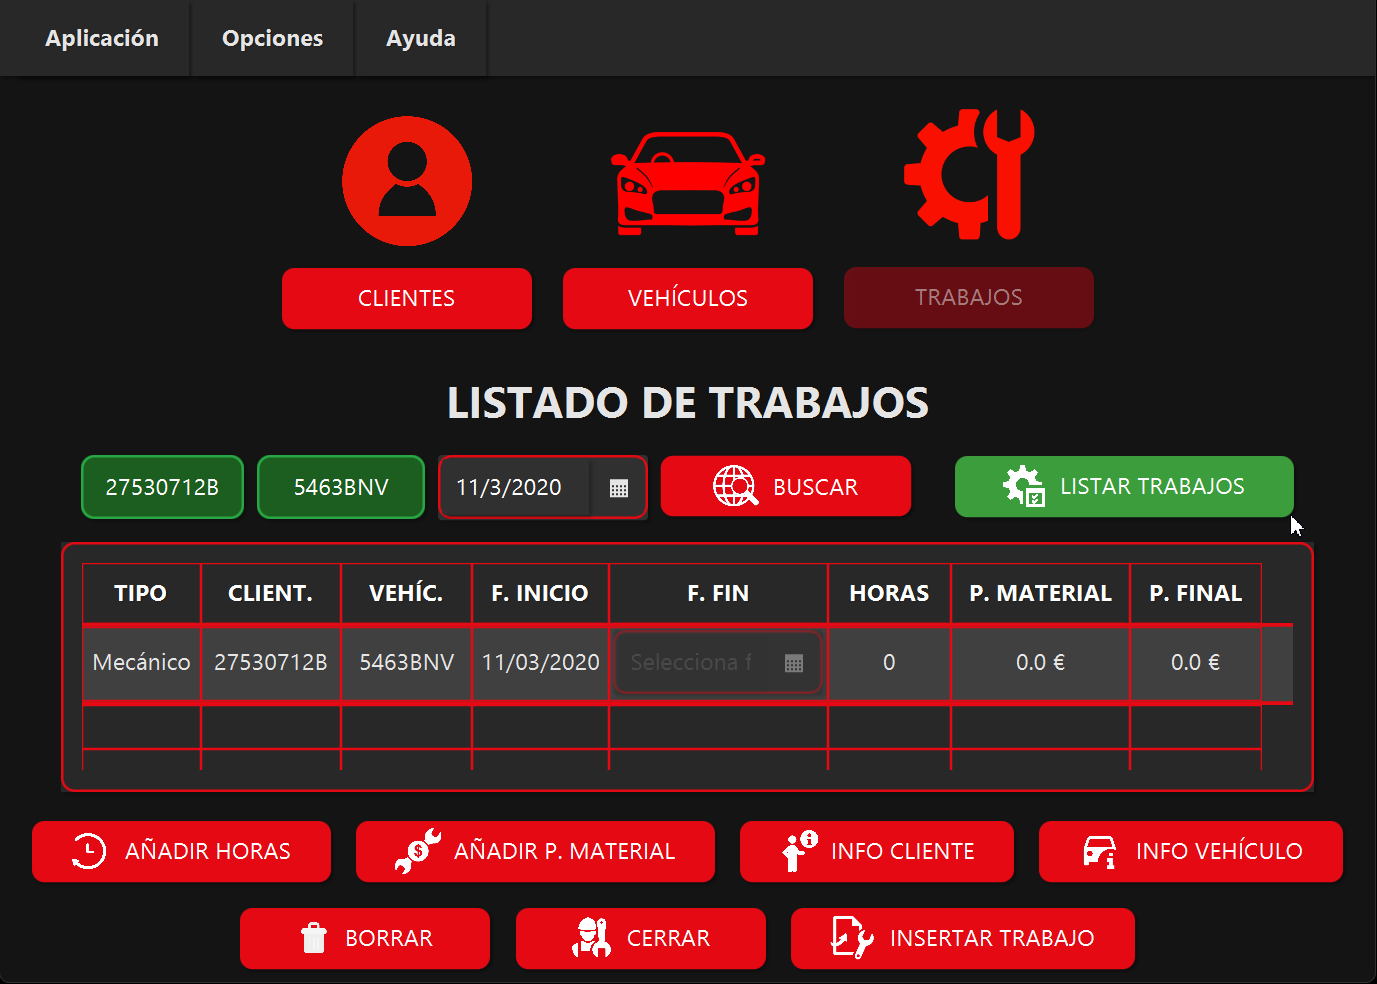 Aplicación Opciones Ayuda
CLIENTES VEHÍCULOS TRABAJOS
LISTADO DE TRABAJOS
27530712B 5463BNV 11/3/2020 BUSCAR LISTAR TRABAJOS
TIPO CLIENT. VEHÍC. F. INICIO F. FIN HORAS P. MATERIAL P. FINAL
Mecánico 27530712B 5463BNV 11/03/2020 Selecciona f 0 0.0 € 0.0 €
AÑADIR HORAS AÑADIR P. MATERIAL INFO CLIENTE INFO VEHÍCULO
BORRAR CERRAR INSERTAR TRABAJO